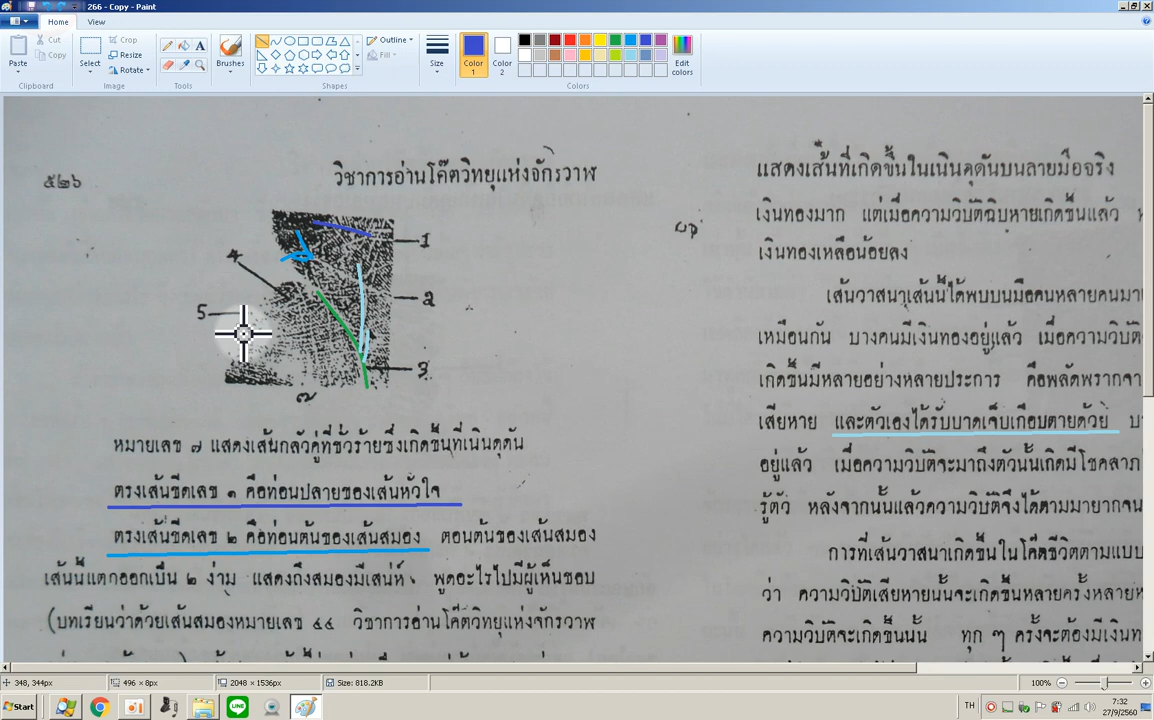 266 - Copy - Paint
Home
View
Paste
Cut
Copy
Clipboard
Select
Crop
Resize
Rotate
Image
Tools
Brushes
Outline
Fill
Shapes
Size
Color 1
Color 2
Edit colors
Colors
๕๒๖
วิชาการอ่านโค๊ตวิทยุแห่งจักรวาฬ
1
2
3
4
5
๗
หมายเลข ๗ แสดงเส้นกลัวคู่ที่ชั่วร้ายซึ่งเกิดขึ้นที่เนินดุดัน
ตรงเส้นขีดเลข ๑ คือท่อนปลายของเส้นหัวใจ
ตรงเส้นขีดเลข ๒ คือท่อนต้นของเส้นสมอง ตอนต้นของเส้นสมอง
เส้นนี้แตกออกเป็น ๒ ง่าม แสดงถึงสมองมีเสน่ห์ พูดอะไรไปมีผู้เห็นชอบ
(บทเรียนว่าด้วยเส้นสมองหมายเลข ๔๔ วิชาการอ่านโค๊ตวิทยุแห่งจักรวาฬ
แสดงเส้นที่เกิดขึ้นในเนินดุดันบนลายมือจริง
เงินทองมาก แต่เมื่อความวิบัติฉิบหายเกิดขึ้นแล้ว
เงินทองเหลือน้อยลง
เส้นวาสนาเส้นนี้ได้พบบนมือคนหลายคนมา
เหมือนกัน บางคนมีเงินทองอยู่แล้ว เมื่อความวิบัติ
เกิดขึ้นมีหลายอย่างหลายประการ คือพลัดพรากจา
เสียหาย และตัวเองได้รับบาดเจ็บเกือบตายด้วย
อยู่แล้ว เมื่อความวิบัติจะมาถึงตัวนั้นเกิดมีโชคลาภ
รู้ตัว หลังจากนั้นแล้วความวิบัติจึงได้ตามมายากจน
การที่เส้นวาสนาเกิดขึ้นในโค๊ตชีวิตตามแบบ
ว่า ความวิบัติเสียหายนั้นจะเกิดขึ้นหลายครั้งหลายห
ความวิบัติจะเกิดขึ้นนั้น ทุก ๆ ครั้งจะต้องมีเงินท
348, 344px
496 × 8px
2048 × 1536px
Size: 818.2KB
100%
Start
LINE
TH
7:32
27/9/2560